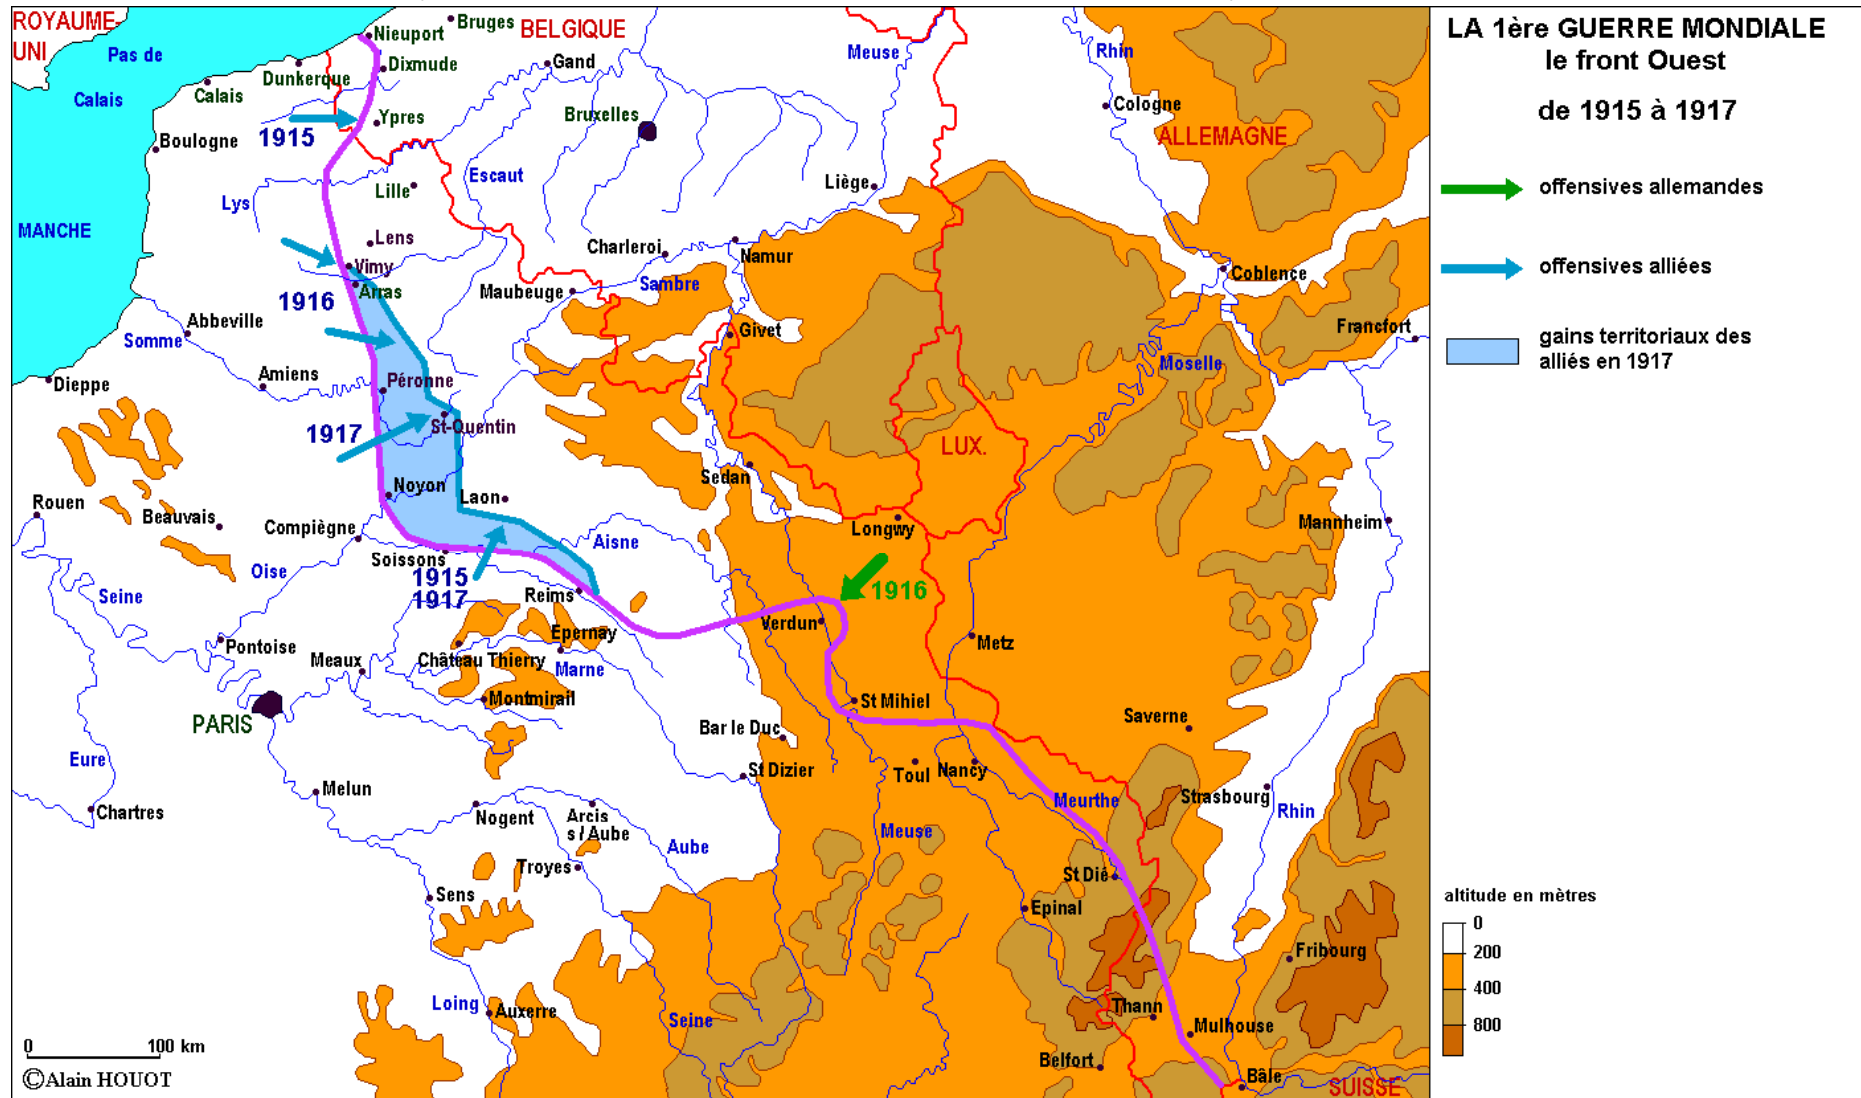 LA 1ère GUERRE MONDIALE
le front Ouest
de 1915 à 1917
offensives allemandes
offensives alliées
gains territoriaux des
alliés en 1917
altitude en mètres
0
200
400
800
ROYAUME-
UNI
Pas de
Calais
MANCHE
Nieuport
Bruges
BELGIQUE
Dixmude
Dunkerque
Calais
Gand
Meuse
Rhin
Cologne
ALLEMAGNE
Ypres
1915
Bruxelles
Boulogne
Escaut
Lille
Lys
Liège
Lens
Vimy
Arras
1916
Charleroi
Namur
Sambre
Maubeuge
Coblence
Francfort
Abbeville
Somme
Givet
Moselle
Dieppe
Amiens
Péronne
St-Quentin
1917
LUX.
Sedan
Noyon
Laon
Rouen
Beauvais
Compiègne
Longwy
Mannheim
Soissons
Aisne
Oise
1915
1917
Seine
Reims
1916
Verdun
Epernay
Metz
Pontoise
Meaux
Château Thierry
Marne
Montmirail
St Mihiel
PARIS
Bar le Duc
Saverne
Eure
St Dizier
Toul
Nancy
Melun
Chartres
Nogent
Arcis
s/Aube
Meurthe
Strasbourg
Rhin
Aube
Meuse
Troyes
St Dié
Sens
Epinal
Fribourg
Loing
Auxerre
Seine
Thann
Mulhouse
Belfort
Bâle
SUISSE
0 100 km
©Alain HOUOT